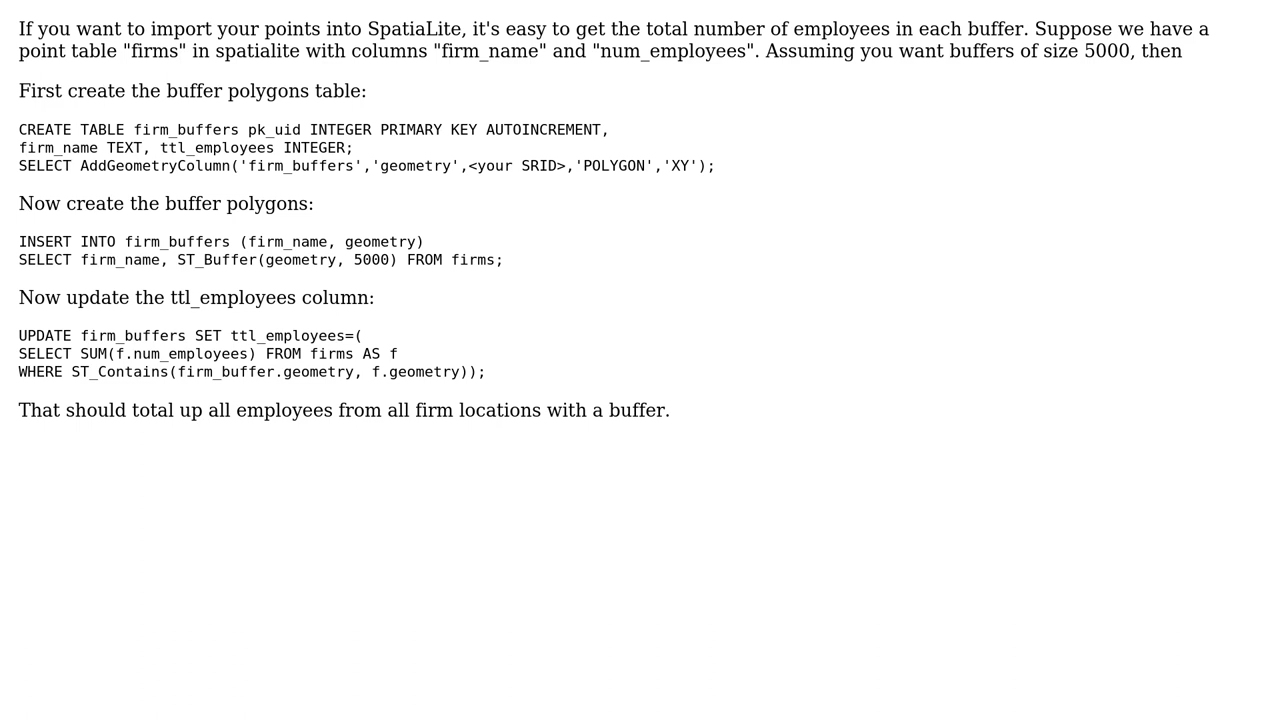 If you want to import your points into SpatiaLite, it's easy to get the total number of employees in each buffer. Suppose we have a
point table "firms" in spatialite with columns "firm_name" and "num_employees". Assuming you want buffers of size 5000, then
First create the buffer polygons table:
CREATE TABLE firm_buffers pk_uid INTEGER PRIMARY KEY AUTOINCREMENT,
firm_name TEXT, ttl_employees INTEGER;
SELECT AddGeometryColumn('firm_buffers','geometry',<your SRID>,'POLYGON','XY');
Now create the buffer polygons:
INSERT INTO firm_buffers (firm_name, geometry)
SELECT firm_name, ST_Buffer(geometry, 5000) FROM firms;
Now update the ttl_employees column:
UPDATE firm_buffers SET ttl_employees=(
SELECT SUM(f.num_employees) FROM firms AS f
WHERE ST_Contains(firm_buffer.geometry, f.geometry));
That should total up all employees from all firm locations with a buffer.